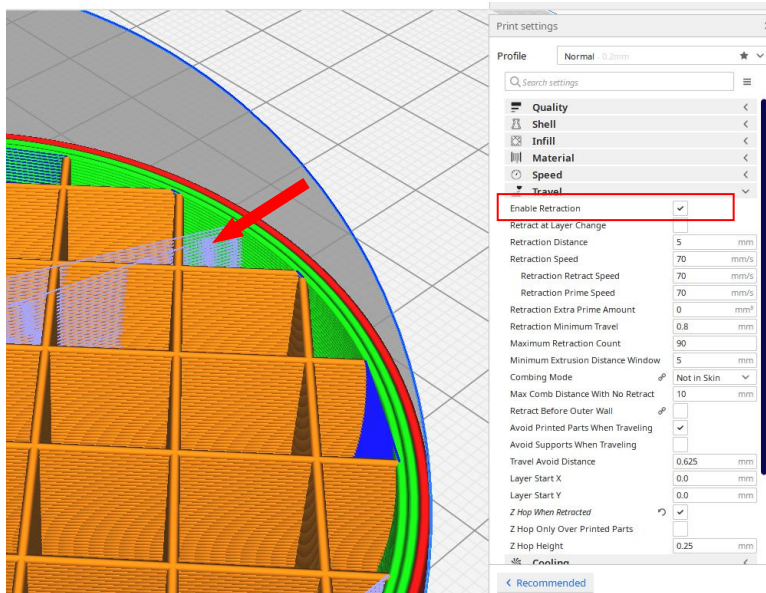 Print settings
Profile Normal - 0.2mm
Search settings
Quality
Shell
Infill
Material
Speed
Travel
Enable Retraction
Retract at Layer Change
Retraction Distance 5 mm
Retraction Speed 70 mm/s
Retraction Retract Speed 70 mm/s
Retraction Prime Speed 70 mm/s
Retraction Extra Prime Amount 0 mm³
Retraction Minimum Travel 0.8 mm
Maximum Retraction Count 90
Minimum Extrusion Distance Window 5 mm
Combing Mode Not in Skin
Max Comb Distance With No Retract 10 mm
Retract Before Outer Wall
Avoid Printed Parts When Traveling
Avoid Supports When Traveling
Travel Avoid Distance 0.625 mm
Layer Start X 0.0 mm
Layer Start Y 0.0 mm
Z Hop When Retracted
Z Hop Only Over Printed Parts
Z Hop Height 0.25 mm
Cooling
Recommended